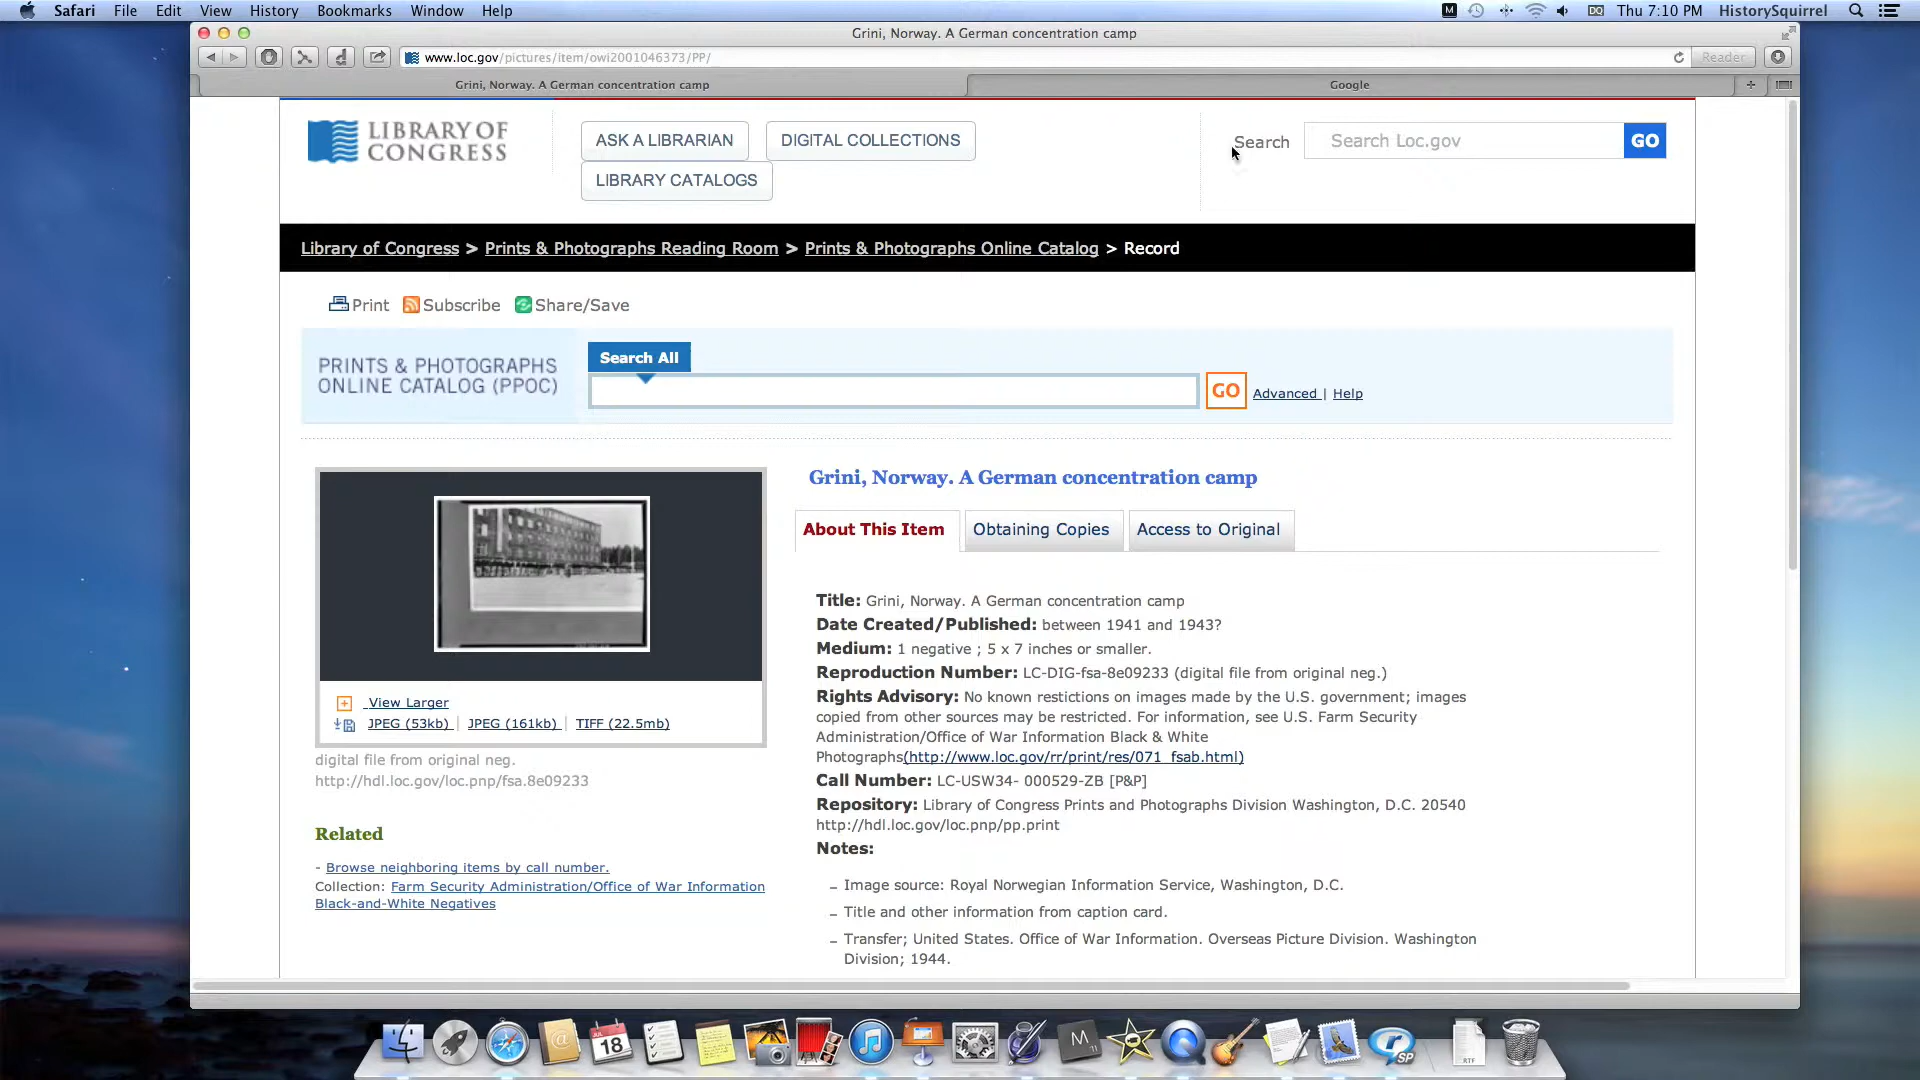 Safari File Edit View History Bookmarks Window Help
M DQ Thu 7:10 PM HistorySquirrel
Grini, Norway. A German concentration camp
www.loc.gov/pictures/item/owi2001046373/PP/ Reader
Grini, Norway. A German concentration camp Google
LIBRARY OF CONGRESS
ASK A LIBRARIAN DIGITAL COLLECTIONS
LIBRARY CATALOGS
Search Search Loc.gov GO
Library of Congress > Prints & Photographs Reading Room > Prints & Photographs Online Catalog > Record
Print Subscribe Share/Save
PRINTS & PHOTOGRAPHS
ONLINE CATALOG (PPOC)
Search All
GO Advanced | Help
View Larger
JPEG (53kb) | JPEG (161kb) | TIFF (22.5mb)
digital file from original neg.
http://hdl.loc.gov/loc.pnp/fsa.8e09233
Related
- Browse neighboring items by call number.
Collection: Farm Security Administration/Office of War Information
Black-and-White Negatives
Grini, Norway. A German concentration camp
About This Item Obtaining Copies Access to Original
Title: Grini, Norway. A German concentration camp
Date Created/Published: between 1941 and 1943?
Medium: 1 negative ; 5 x 7 inches or smaller.
Reproduction Number: LC-DIG-fsa-8e09233 (digital file from original neg.)
Rights Advisory: No known restictions on images made by the U.S. government; images
copied from other sources may be restricted. For information, see U.S. Farm Security
Administration/Office of War Information Black & White
Photographs(http://www.loc.gov/rr/print/res/071_fsab.html)
Call Number: LC-USW34- 000529-ZB [P&P]
Repository: Library of Congress Prints and Photographs Division Washington, D.C. 20540
http://hdl.loc.gov/loc.pnp/pp.print
Notes:
– Image source: Royal Norwegian Information Service, Washington, D.C.
– Title and other information from caption card.
– Transfer; United States. Office of War Information. Overseas Picture Division. Washington
Division; 1944.
JUL
18
M
SP
RTF